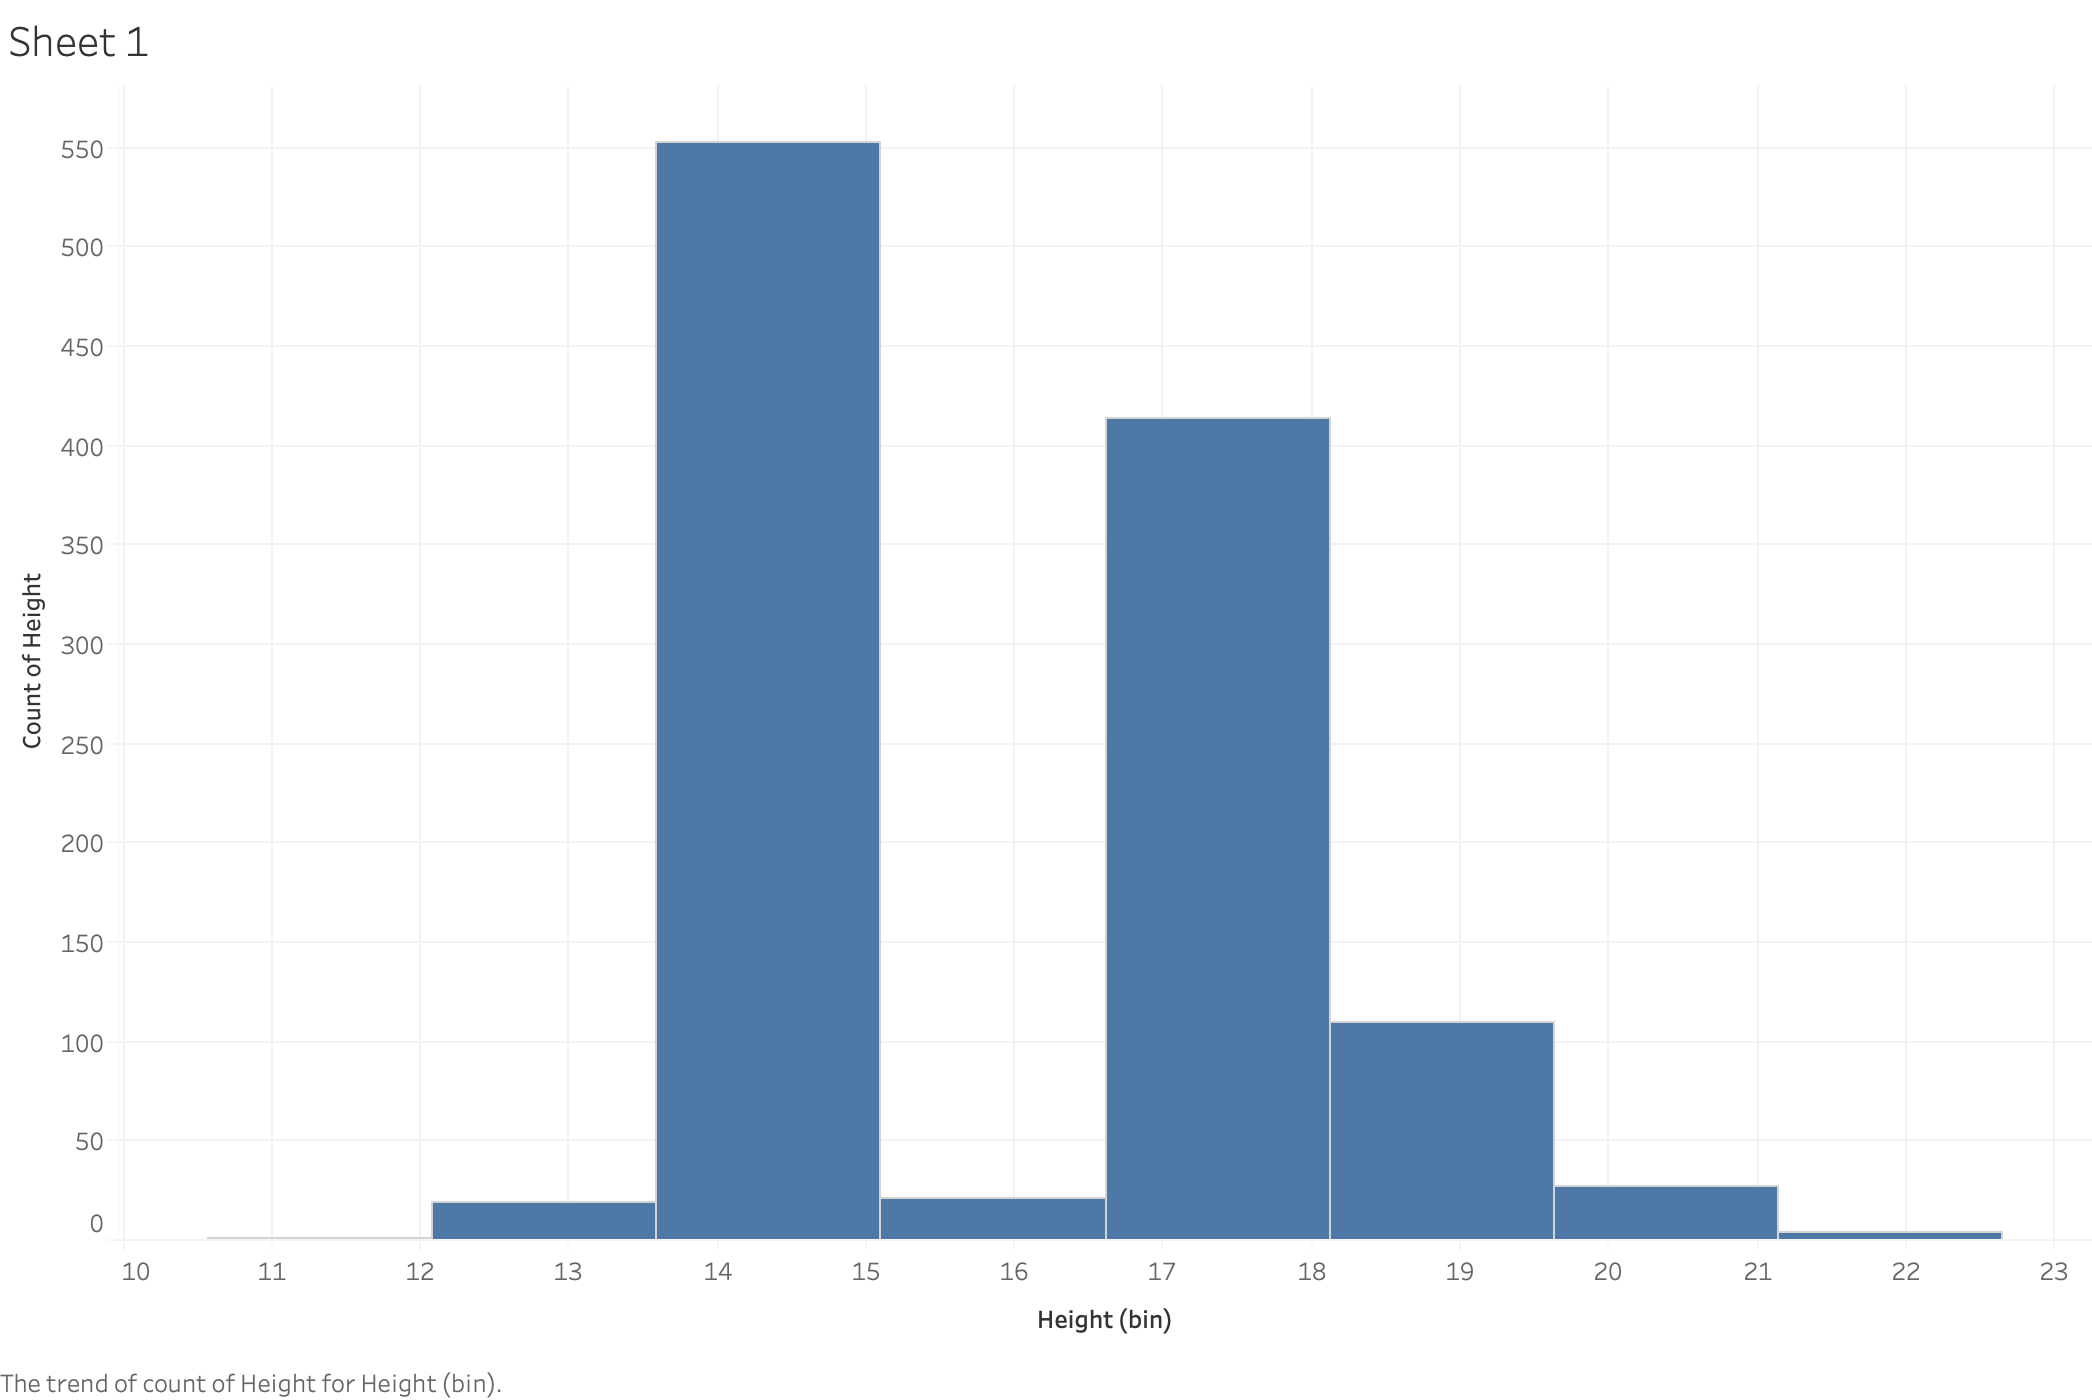 Sheet 1
550
500
450
400
350
300
250
200
150
100
50
0
Count of Height
10 11 12 13 14 15 16 17 18 19 20 21 22 23
Height (bin)
The trend of count of Height for Height (bin).